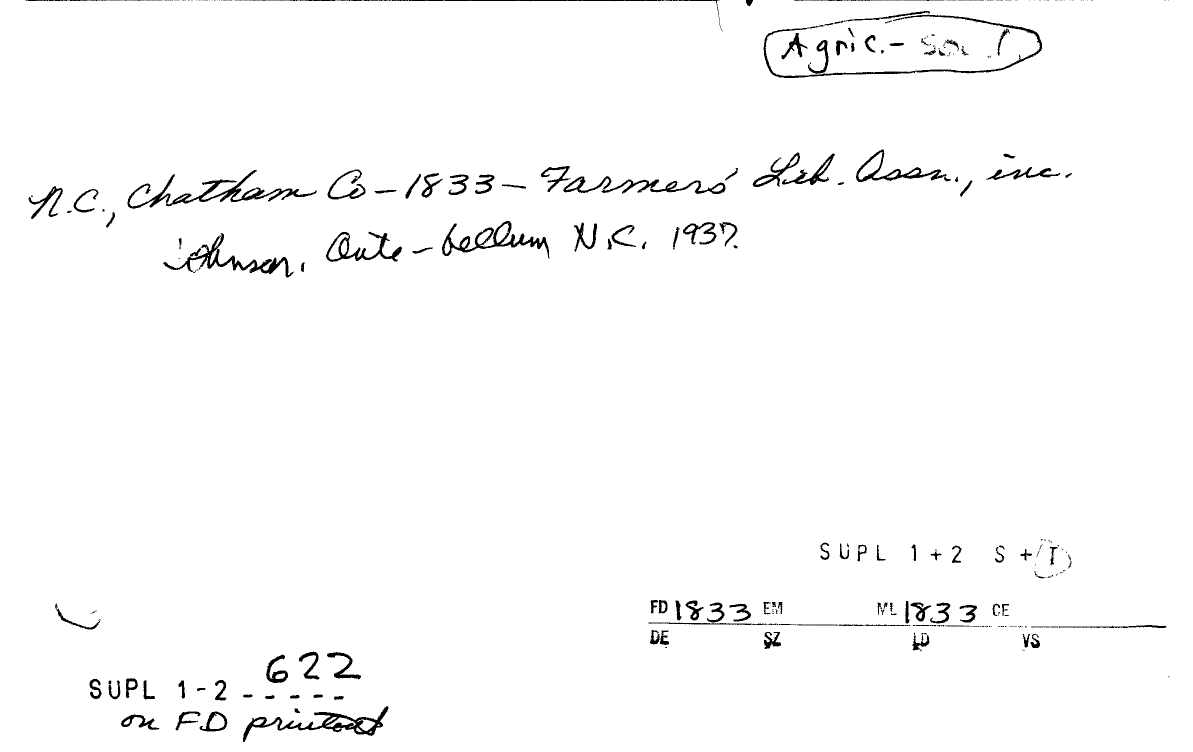 Agric.-
N.C., Chatham Co-1833- Farmers' Lib. Assn., inc.
Johnson. Ante-bellum N.C. 1937.
SUPL 1+2 S+T
FD 1833 EM ML 1833 CE
DE SZ LD VS
622
SUPL 1-2 -----
on FD printout